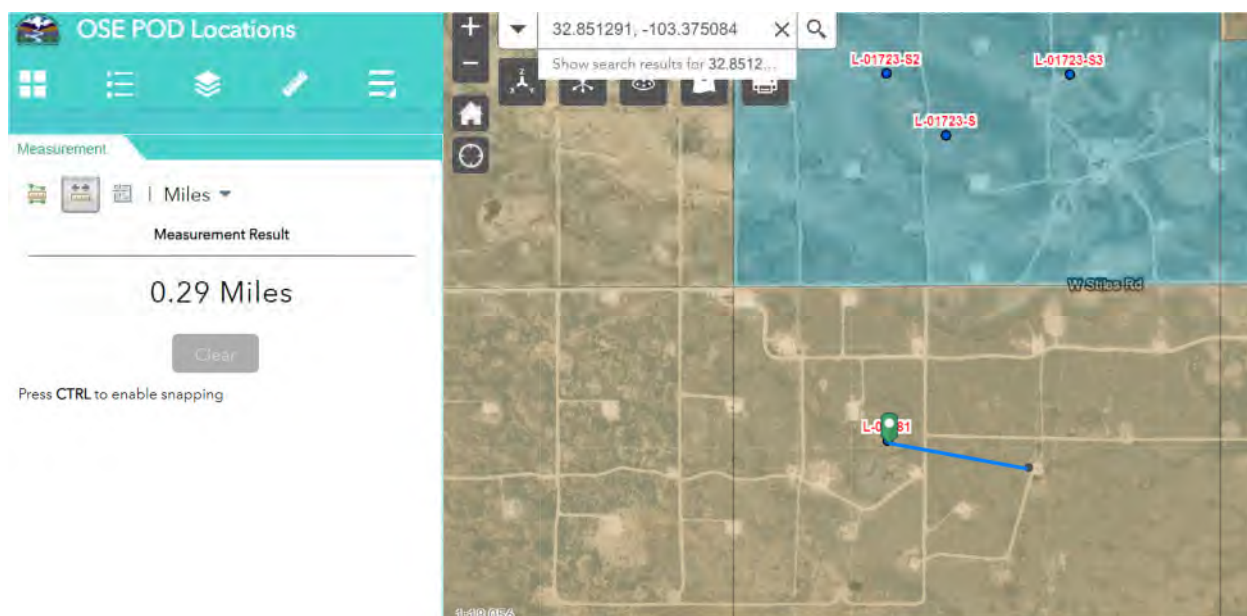 OSE POD Locations
Measurement
Miles
Measurement Result
0.29 Miles
Clear
Press CTRL to enable snapping
32.851291, -103.375084
Show search results for 32.8512...
L-01723-S2
L-01723-S3
L-01723-S
W Stiles Rd